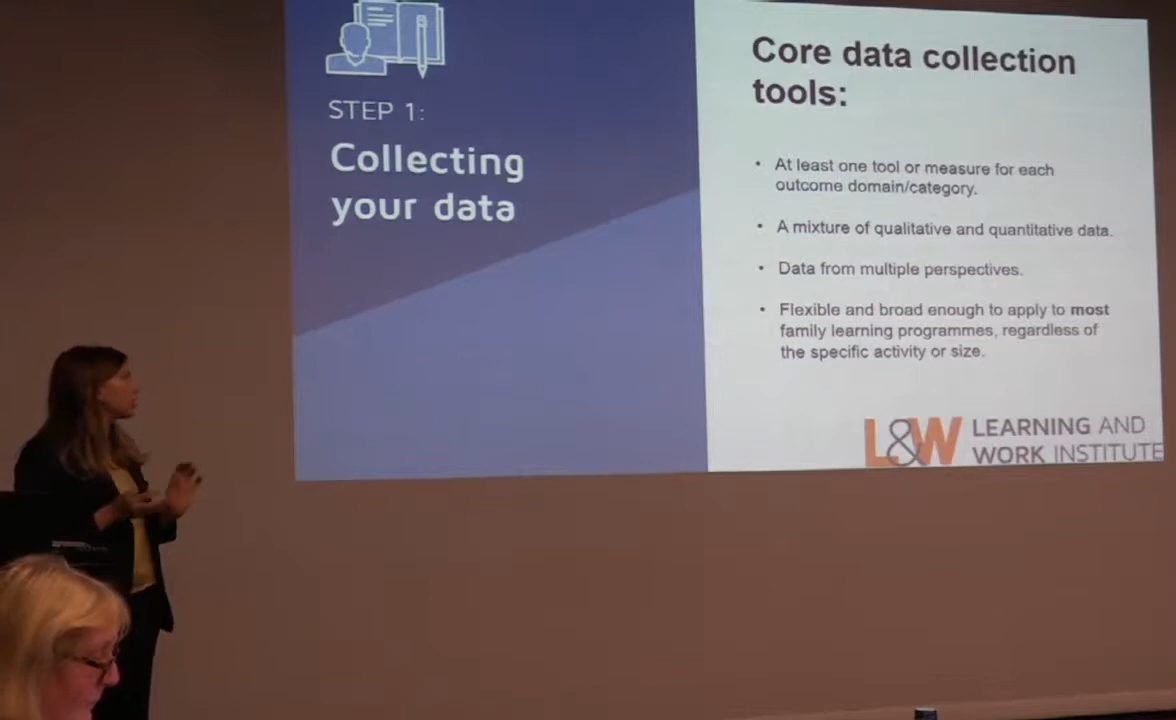 STEP 1:
Collecting
your data
Core data collection
tools:
• At least one tool or measure for each
outcome domain/category.
• A mixture of qualitative and quantitative data.
• Data from multiple perspectives.
• Flexible and broad enough to apply to most
family learning programmes, regardless of
the specific activity or size.
L&W LEARNING AND
WORK INSTITUTE